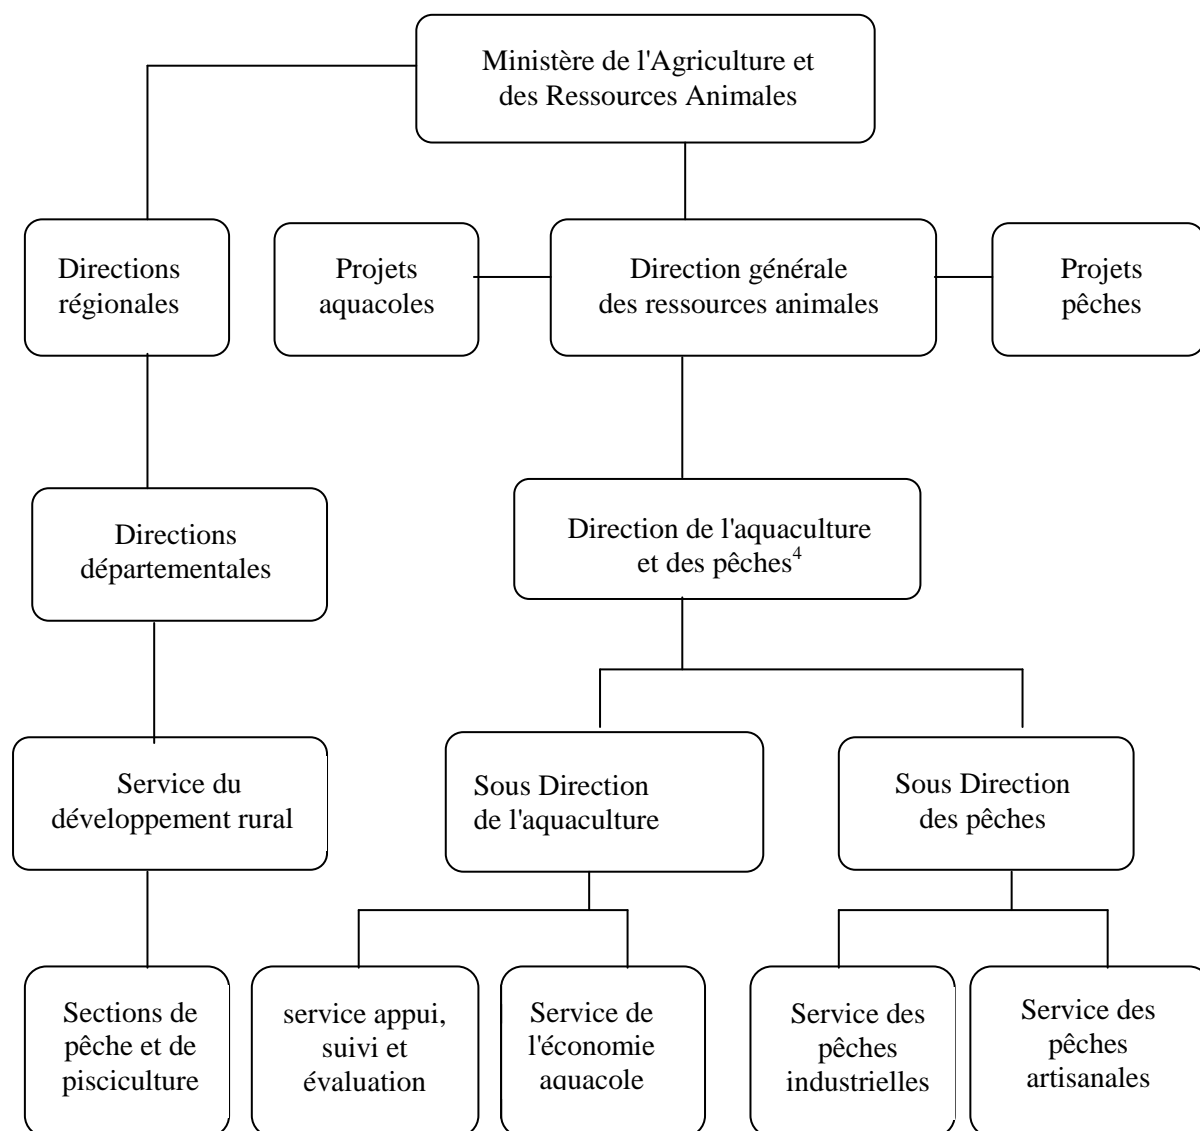 Ministère de l'Agriculture et
des Ressources Animales
Directions
régionales
Projets
aquacoles
Direction générale
des ressources animales
Projets
pêches
Directions
départementales
Direction de l'aquaculture
et des pêches4
Service du
développement rural
Sous Direction
de l'aquaculture
Sous Direction
des pêches
Sections de
pêche et de
pisciculture
service appui,
suivi et
évaluation
Service de
l'économie
aquacole
Service des
pêches
industrielles
Service des
pêches
artisanales